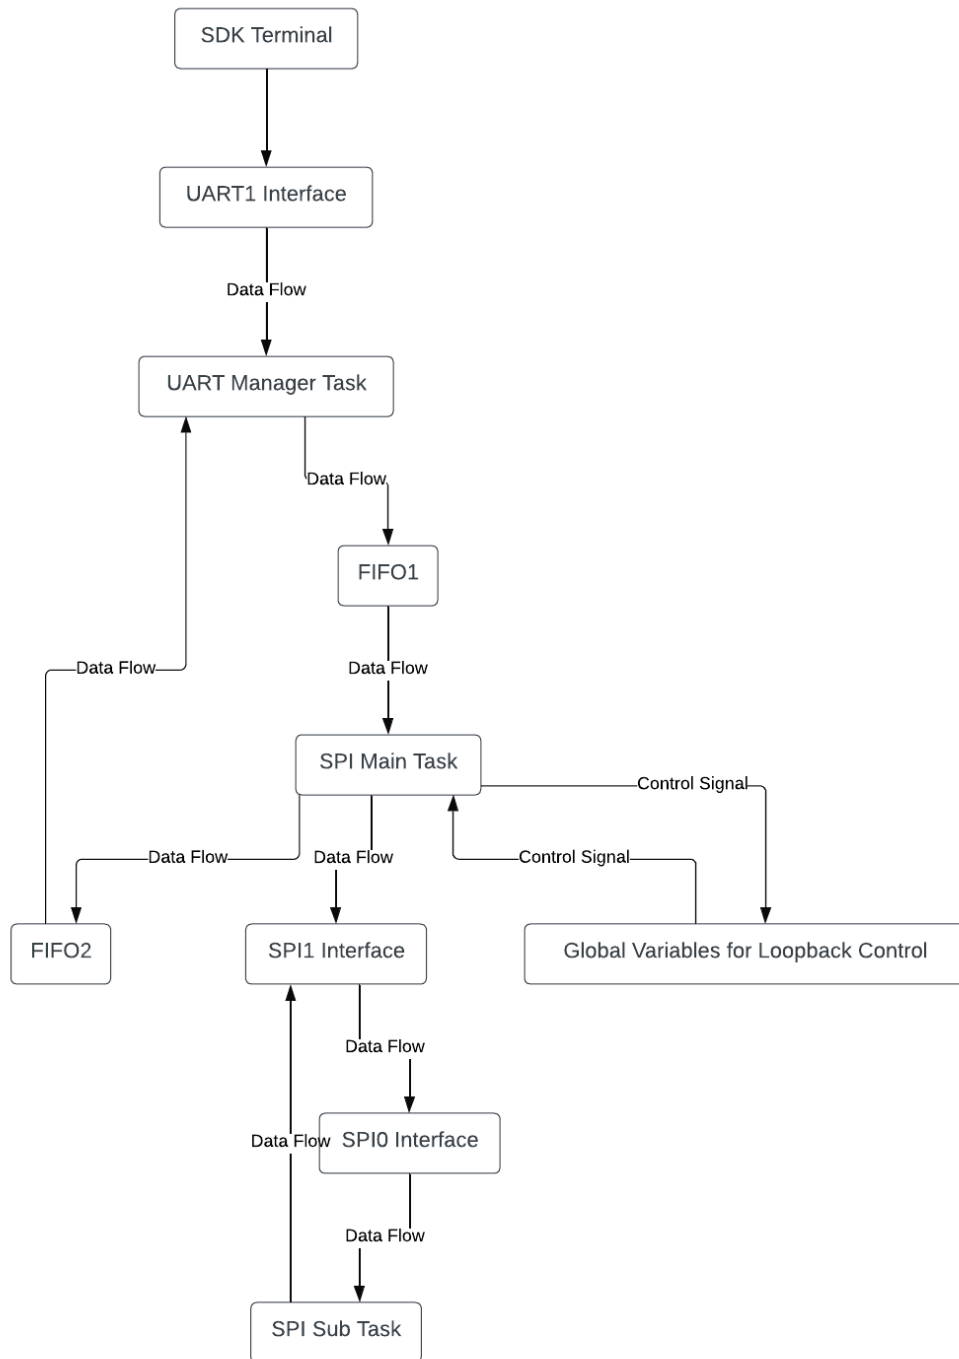 SDK Terminal
UART1 Interface
Data Flow
UART Manager Task
Data Flow
FIFO1
Data Flow
Data Flow
SPI Main Task
Control Signal
Data Flow
Data Flow
Control Signal
FIFO2
SPI1 Interface
Global Variables for Loopback Control
Data Flow
Data Flow
SPI0 Interface
Data Flow
SPI Sub Task